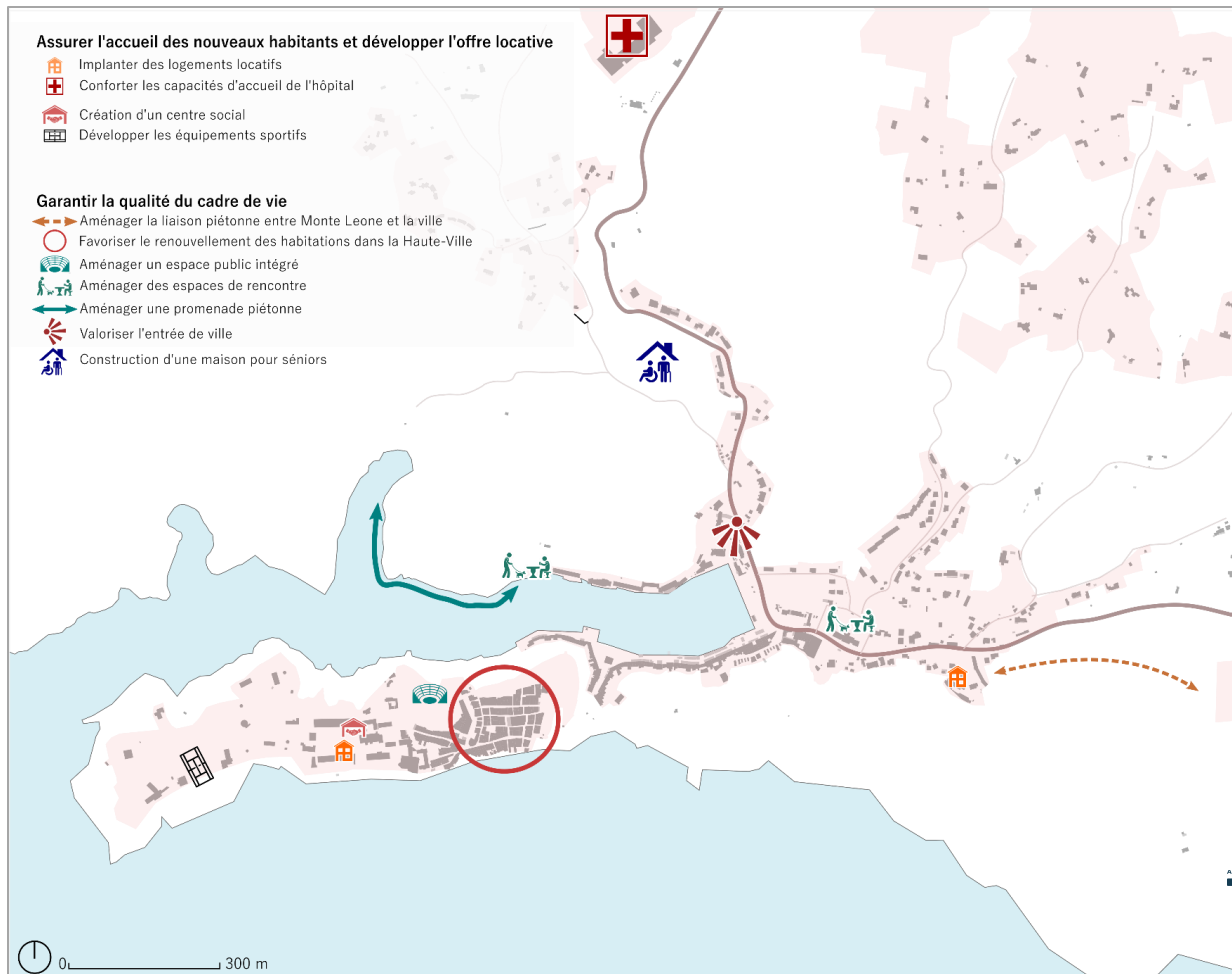 Assurer l'accueil des nouveaux habitants et développer l'offre locative
Implanter des logements locatifs
Conforter les capacités d'accueil de l'hôpital
Création d'un centre social
Développer les équipements sportifs
Garantir la qualité du cadre de vie
Aménager la liaison piétonne entre Monte Leone et la ville
Favoriser le renouvellement des habitations dans la Haute-Ville
Aménager un espace public intégré
Aménager des espaces de rencontre
Aménager une promenade piétonne
Valoriser l'entrée de ville
Construction d'une maison pour séniors
A
0 300 m